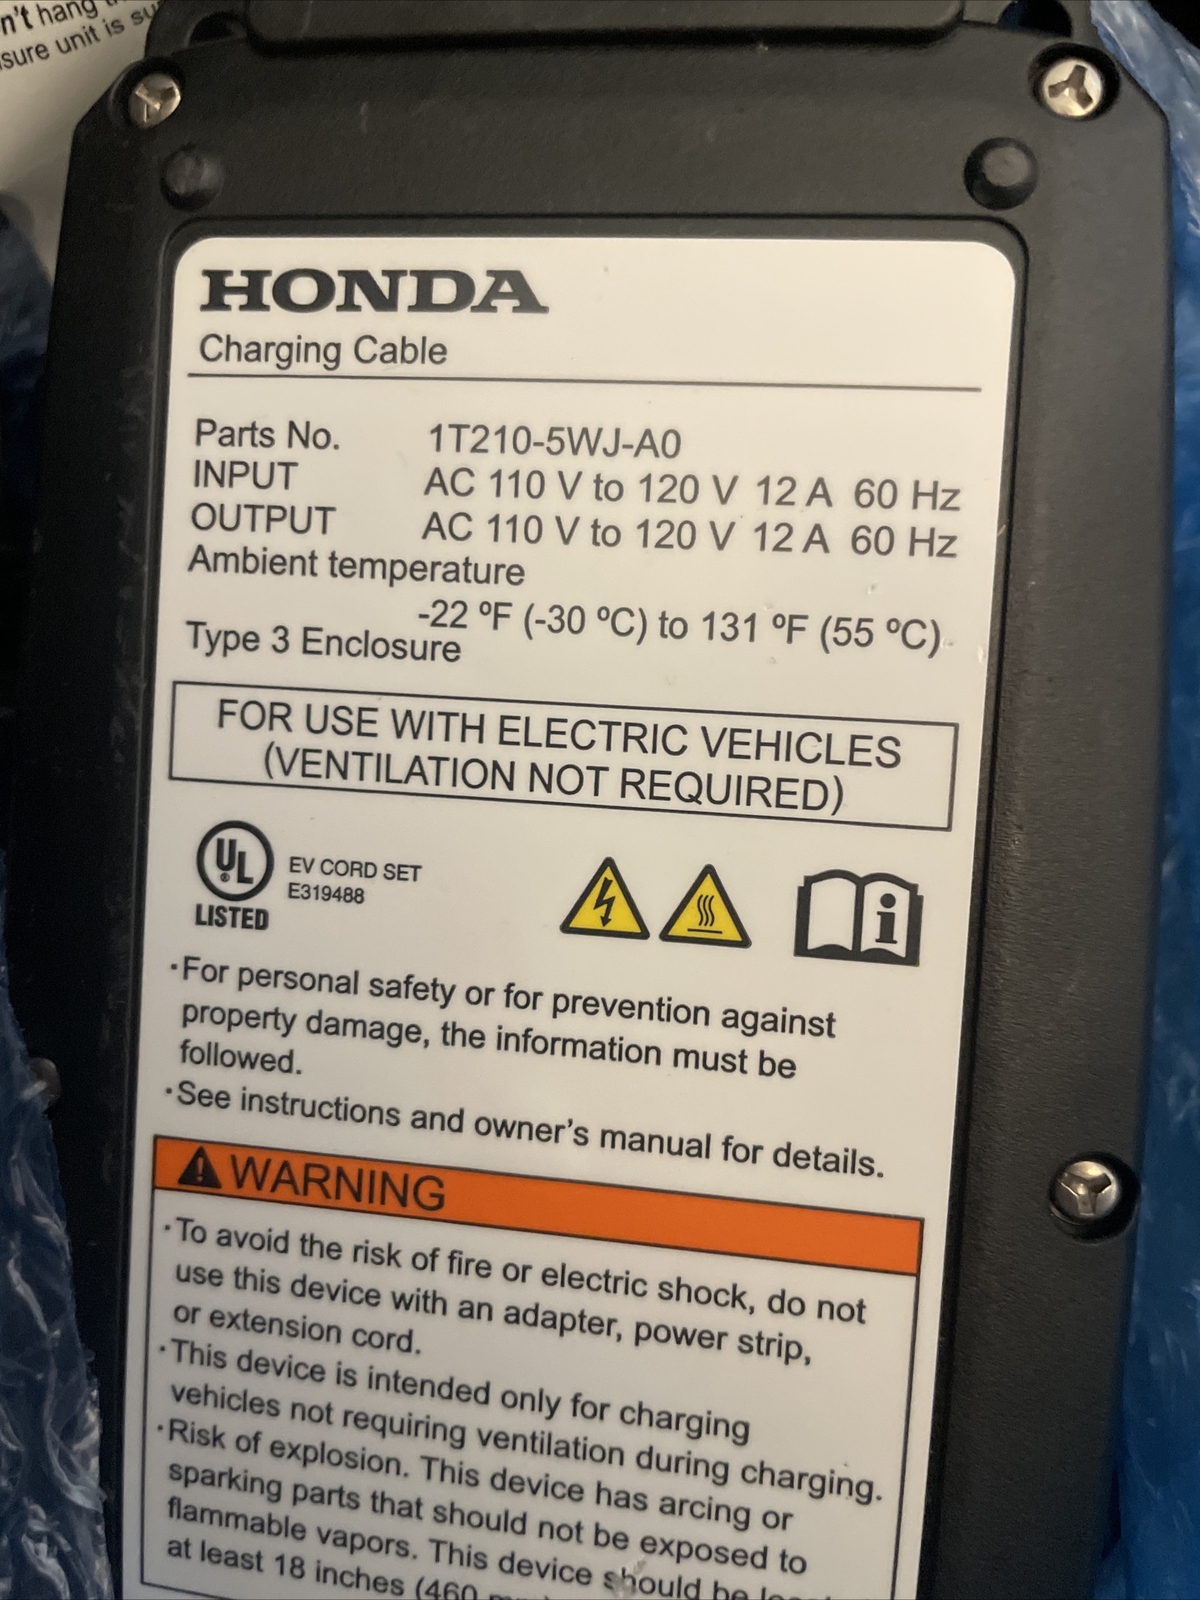 n't hang
sure unit is
HONDA
Charging Cable
Parts No. 1T210-5WJ-A0
INPUT AC 110 V to 120 V 12 A 60 Hz
OUTPUT AC 110 V to 120 V 12 A 60 Hz
Ambient temperature
-22 ºF (-30 ºC) to 131 ºF (55 ºC)
Type 3 Enclosure
FOR USE WITH ELECTRIC VEHICLES
(VENTILATION NOT REQUIRED)
UL
®
LISTED
EV CORD SET
E319488
·For personal safety or for prevention against
property damage, the information must be
followed.
·See instructions and owner's manual for details.
WARNING
·To avoid the risk of fire or electric shock, do not
use this device with an adapter, power strip,
or extension cord.
·This device is intended only for charging
vehicles not requiring ventilation during charging.
·Risk of explosion. This device has arcing or
sparking parts that should not be exposed to
flammable vapors. This device should be
at least 18 inches (460